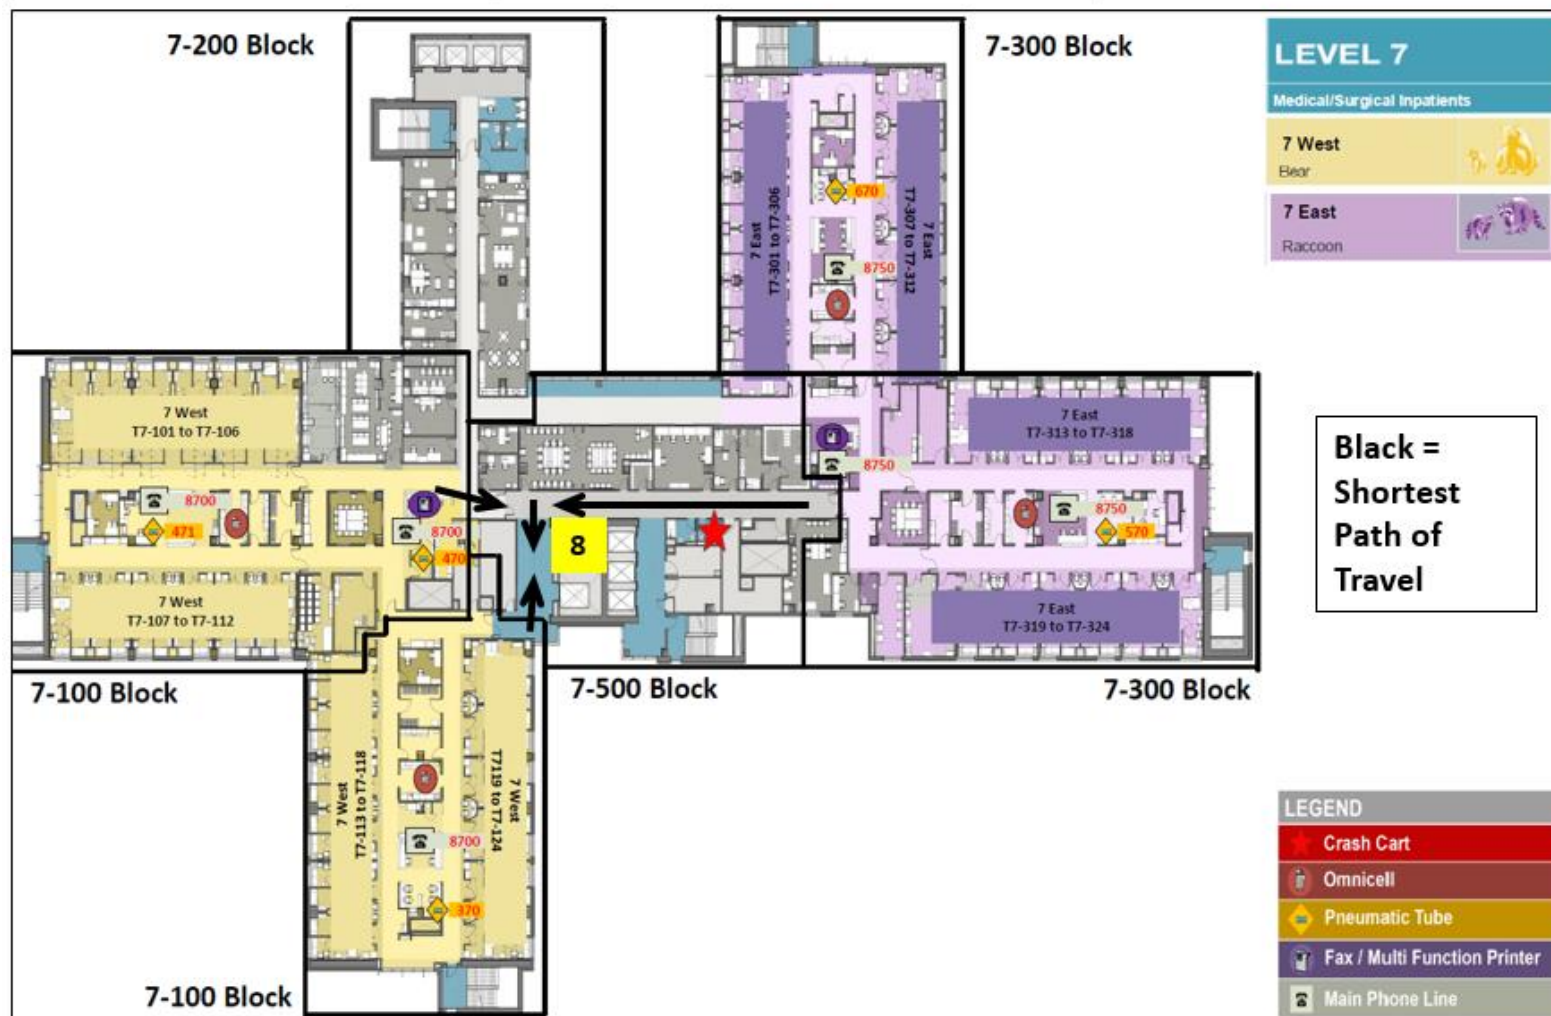 7-200 Block
7-300 Block
LEVEL 7
Medical/Surgical Inpatients
7 West
Bear
7 East
Raccoon
670
7 East
T7-301 to T7-306
7 East
T7-307 to T7-312
8750
7 West
T7-101 to T7-106
7 East
T7-313 to T7-318
8750
8700
471
8700
470
8
8750
570
Black =
Shortest
Path of
Travel
7 West
T7-107 to T7-112
7 East
T7-319 to T7-324
7-100 Block
7-500 Block
7-300 Block
7 West
T7-113 to T7-118
7 West
T7119 to T7-124
8700
370
7-100 Block
LEGEND
Crash Cart
Omnicell
Pneumatic Tube
Fax / Multi Function Printer
Main Phone Line